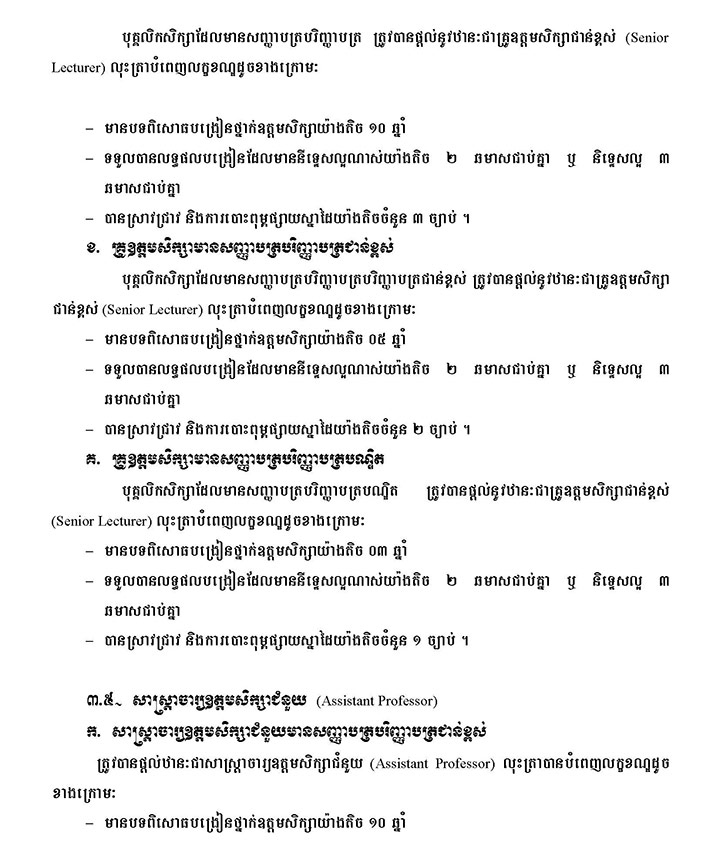 បុគ្គលិកសិក្សាដែលមានសញ្ញាបត្របរិញ្ញាបត្រ ត្រូវបានផ្តល់នូវឋានៈជាគ្រូឧត្តមសិក្សាជាន់ខ្ពស់ (Senior
Lecturer) លុះត្រាបំពេញលក្ខខណ្ឌដូចខាងក្រោមៈ
– មានបទពិសោធបង្រៀនថ្នាក់ឧត្តមសិក្សាយ៉ាងតិច ១០ ឆ្នាំ
– ទទួលបានលទ្ធផលបង្រៀនដែលមាននីទ្ទេសល្អណាស់យ៉ាងតិច ២ ឆមាសជាប់គ្នា ឬ និទ្ទេសល្អ ៣
ឆមាសជាប់គ្នា
– បានស្រាវជ្រាវ និងការបោះពុម្ពផ្សាយស្នាដៃយ៉ាងតិចចំនួន ៣ ច្បាប់ ។
ខ. គ្រូឧត្តមសិក្សាមានសញ្ញាបត្របរិញ្ញាបត្រជាន់ខ្ពស់
បុគ្គលិកសិក្សាដែលមានសញ្ញាបត្របរិញ្ញាបត្របរិញ្ញាបត្រជាន់ខ្ពស់ ត្រូវបានផ្តល់នូវឋានៈជាគ្រូឧត្តមសិក្សា
ជាន់ខ្ពស់ (Senior Lecturer) លុះត្រាបំពេញលក្ខខណ្ឌដូចខាងក្រោមៈ
– មានបទពិសោធបង្រៀនថ្នាក់ឧត្តមសិក្សាយ៉ាងតិច ០៥ ឆ្នាំ
– ទទួលបានលទ្ធផលបង្រៀនដែលមាននីទ្ទេសល្អណាស់យ៉ាងតិច ២ ឆមាសជាប់គ្នា ឬ និទ្ទេសល្អ ៣
ឆមាសជាប់គ្នា
– បានស្រាវជ្រាវ និងការបោះពុម្ពផ្សាយស្នាដៃយ៉ាងតិចចំនួន ២ ច្បាប់ ។
គ. គ្រូឧត្តមសិក្សាមានសញ្ញាបត្របរិញ្ញាបត្របណ្ឌិត
បុគ្គលិកសិក្សាដែលមានសញ្ញាបត្របរិញ្ញាបត្របណ្ឌិត ត្រូវបានផ្តល់នូវឋានៈជាគ្រូឧត្តមសិក្សាជាន់ខ្ពស់
(Senior Lecturer) លុះត្រាបំពេញលក្ខខណ្ឌដូចខាងក្រោមៈ
– មានបទពិសោធបង្រៀនថ្នាក់ឧត្តមសិក្សាយ៉ាងតិច ០៣ ឆ្នាំ
– ទទួលបានលទ្ធផលបង្រៀនដែលមាននីទ្ទេសល្អណាស់យ៉ាងតិច ២ ឆមាសជាប់គ្នា ឬ និទ្ទេសល្អ ៣
ឆមាសជាប់គ្នា
– បានស្រាវជ្រាវ និងការបោះពុម្ពផ្សាយស្នាដៃយ៉ាងតិចចំនួន ១ ច្បាប់ ។
៣.៥~ សាស្ត្រាចារ្យឧត្តមសិក្សាជំនួយ (Assistant Professor)
ក. សាស្ត្រាចារ្យឧត្តមសិក្សាជំនួយមានសញ្ញាបត្របរិញ្ញាបត្រជាន់ខ្ពស់
ត្រូវបានផ្តល់ឋានៈជាសាស្ត្រាចារ្យឧត្តមសិក្សាជំនួយ (Assistant Professor) លុះត្រាបានបំពេញលក្ខខណ្ឌដូច
ខាងក្រោមៈ
– មានបទពិសោធបង្រៀនថ្នាក់ឧត្តមសិក្សាយ៉ាងតិច ១០ ឆ្នាំ